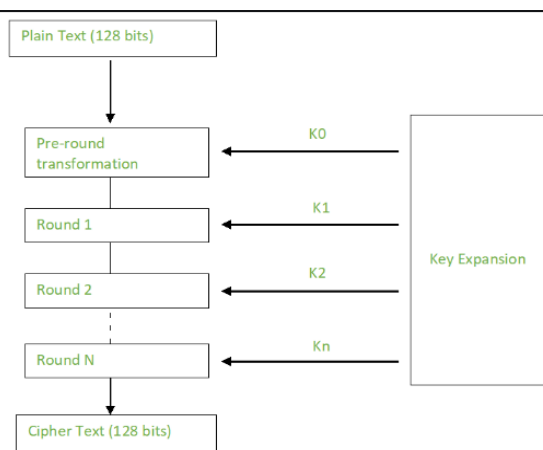 Plain Text (128 bits)
Pre-round
transformation
K0
Round 1
K1
Key Expansion
Round 2
K2
Round N
Kn
Cipher Text (128 bits)